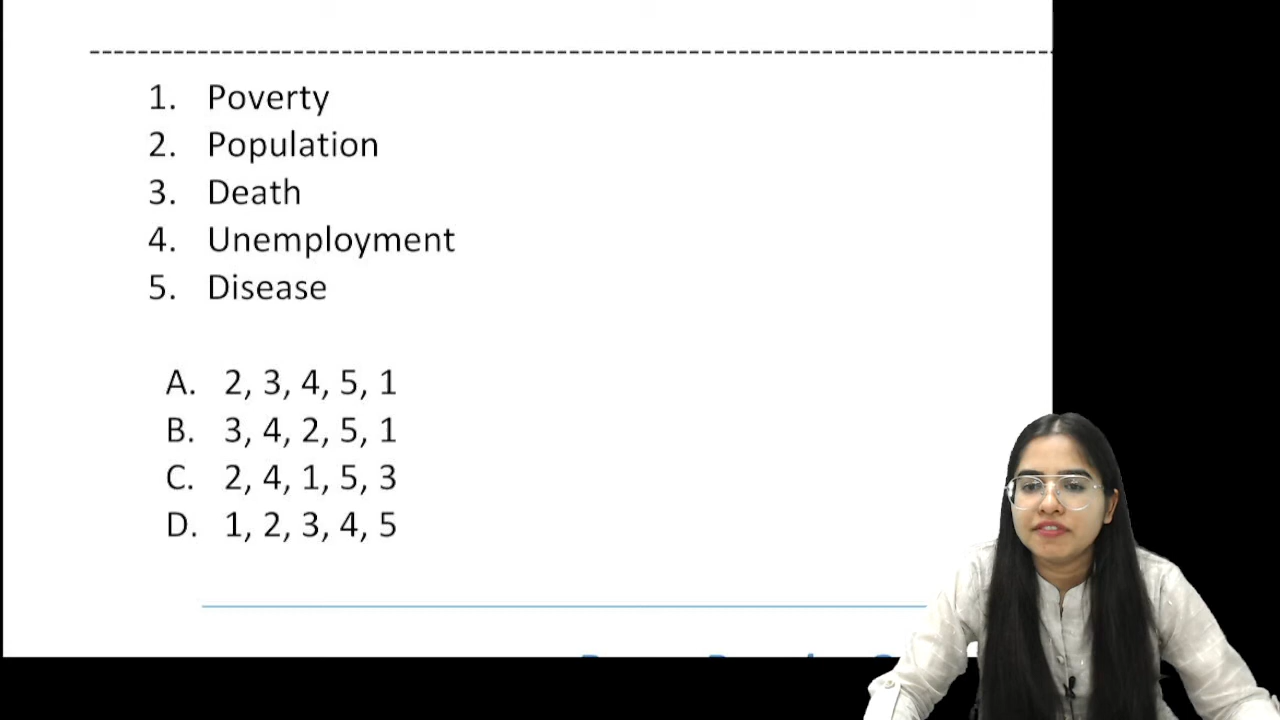 1. Poverty
2. Population
3. Death
4. Unemployment
5. Disease
A. 2, 3, 4, 5, 1
B. 3, 4, 2, 5, 1
C. 2, 4, 1, 5, 3
D. 1, 2, 3, 4, 5